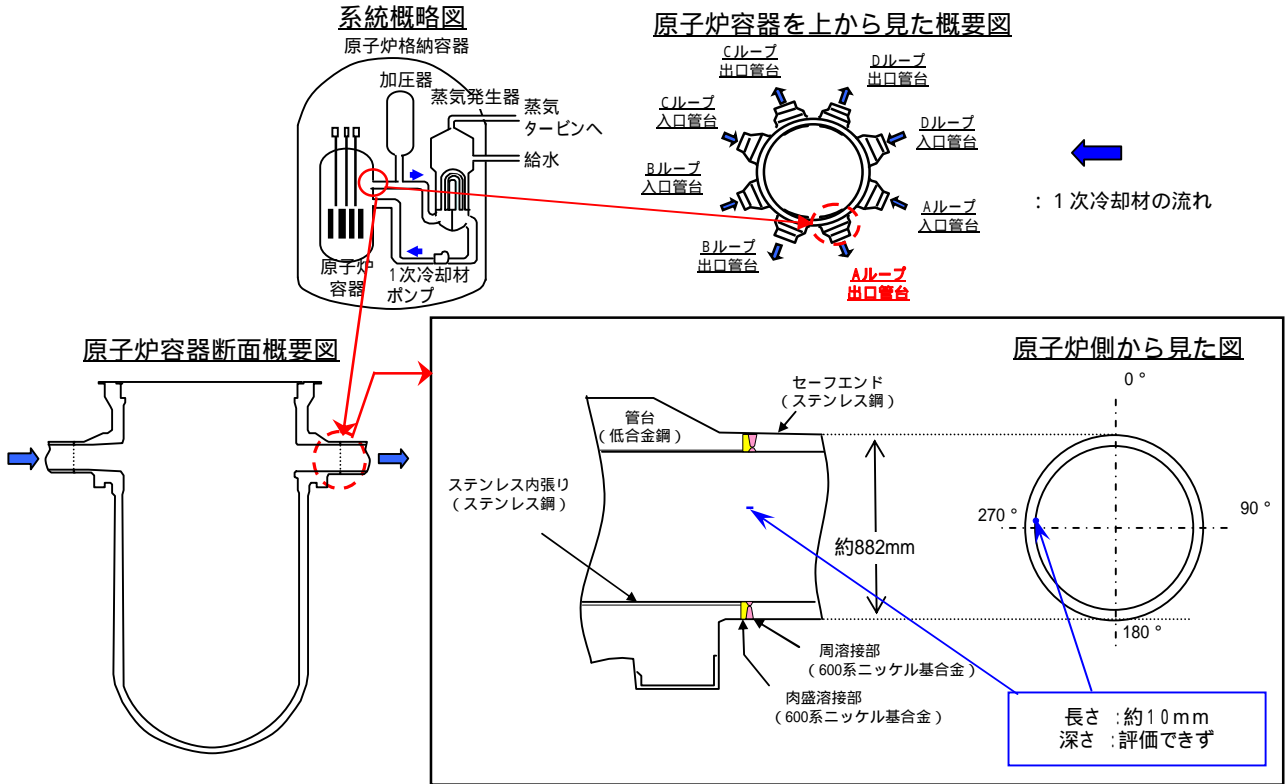 系統概略図
原子炉格納容器
加圧器
蒸気発生器
蒸気
タービンへ
給水
原子炉
容器
1次冷却材
ポンプ
原子炉容器を上から見た概要図
Cループ
出口管台
Dループ
出口管台
Cループ
入口管台
Dループ
入口管台
Bループ
入口管台
Aループ
入口管台
Bループ
出口管台
Aループ
出口管台
：１次冷却材の流れ
原子炉容器断面概要図
原子炉側から見た図
セーフエンド
（ステンレス鋼）
管台
（低合金鋼）
ステンレス内張り
（ステンレス鋼）
約882mm
0°
90°
270°
180°
周溶接部
（600系ニッケル基合金）
肉盛溶接部
（600系ニッケル基合金）
長さ：約10mm
深さ：評価できず